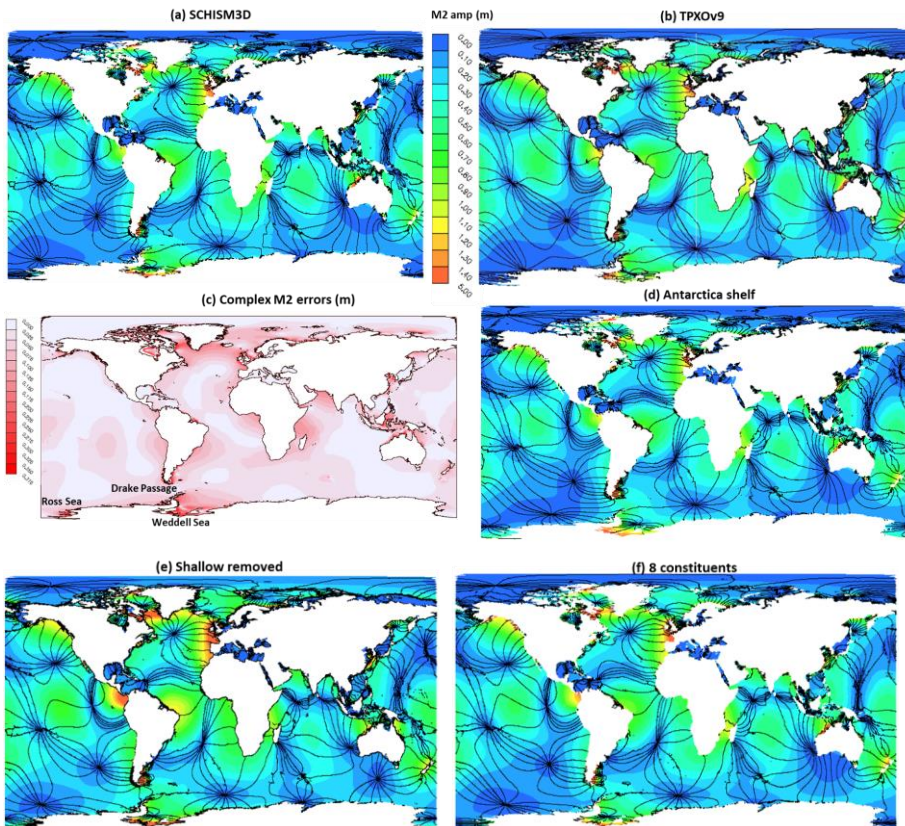 (a) SCHISM3D
M2 amp (m)
(b) TPXOv9
0.00
0.10
0.20
0.30
0.40
0.50
0.60
0.70
0.80
0.90
1.00
1.10
1.20
1.30
1.40
5.00
(c) Complex M2 errors (m)
(d) Antarctica shelf
Drake Passage
Ross Sea
Weddell Sea
(e) Shallow removed
(f) 8 constituents